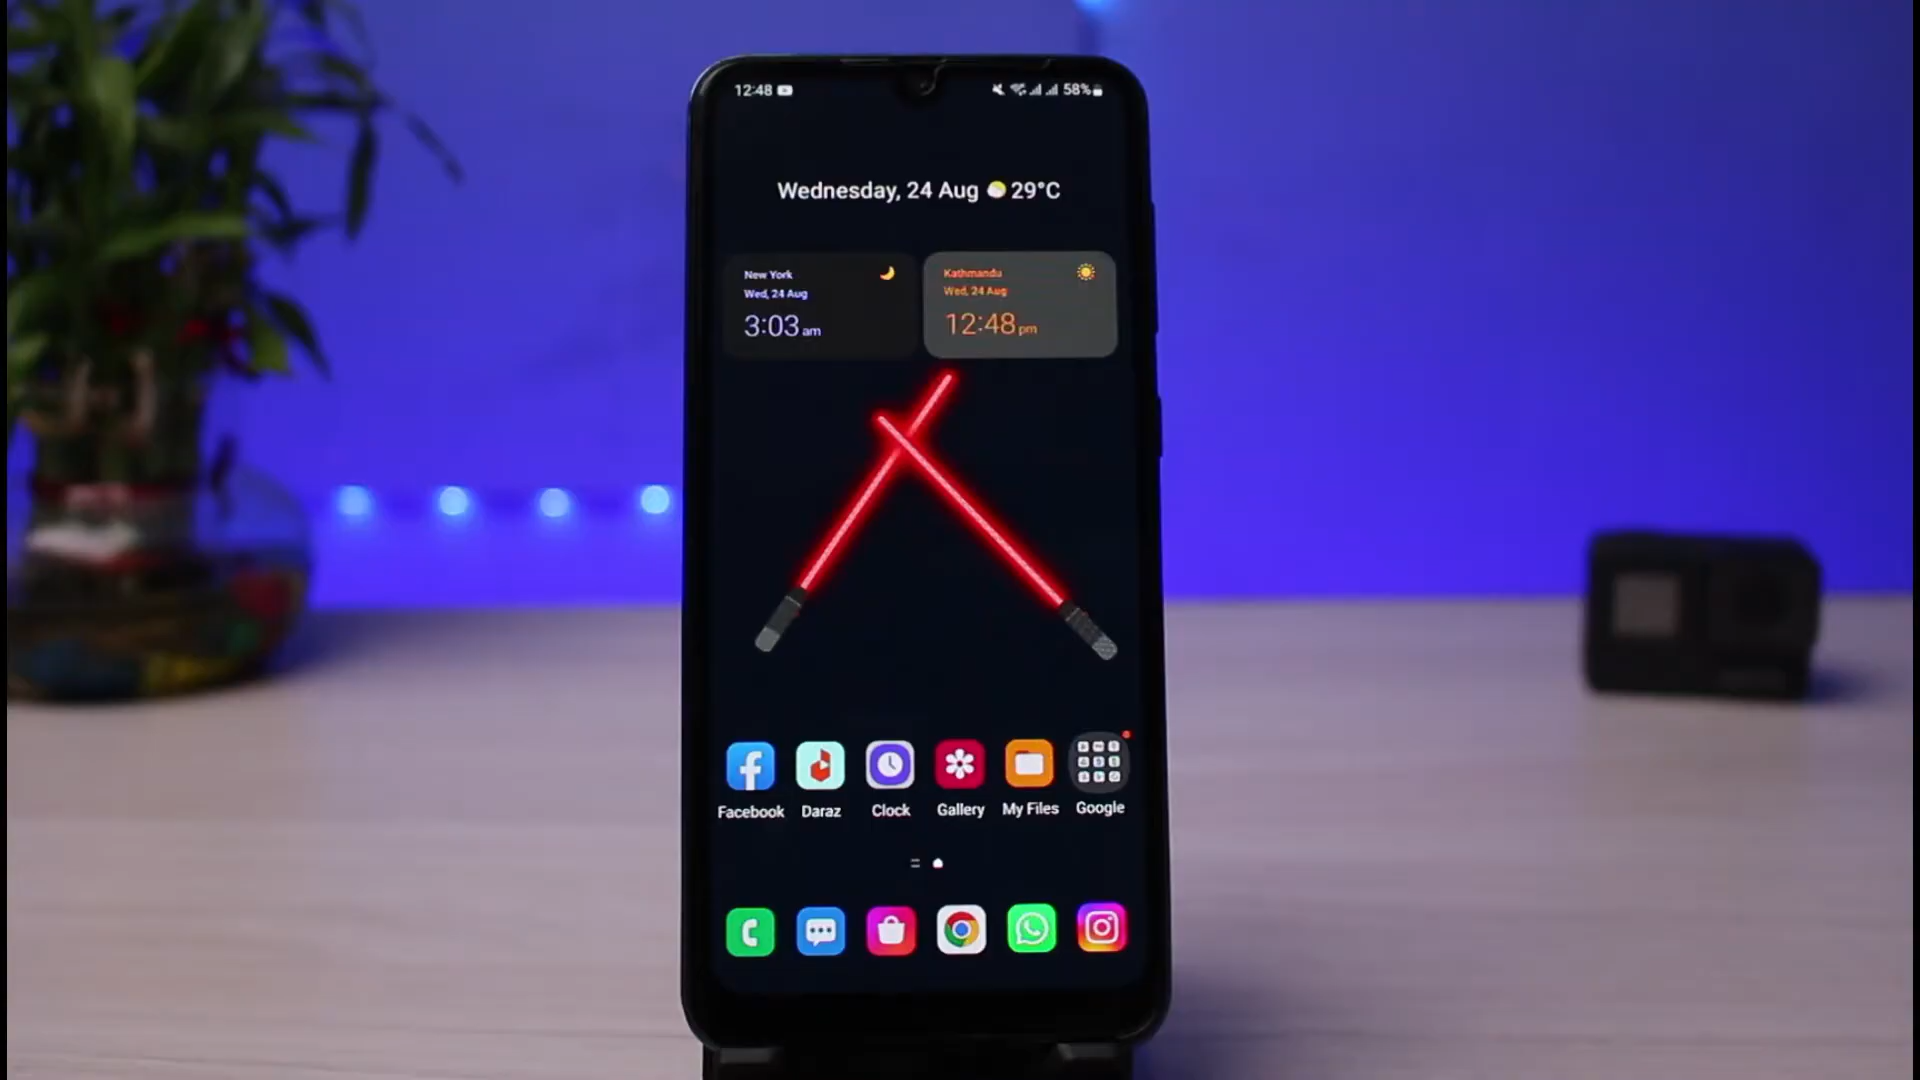 12:48
58%
Wednesday, 24 Aug 29°C
New York
Wed, 24 Aug
3:03 am
Kathmandu
Wed, 24 Aug
12:48 pm
Facebook Daraz Clock Gallery My Files Google